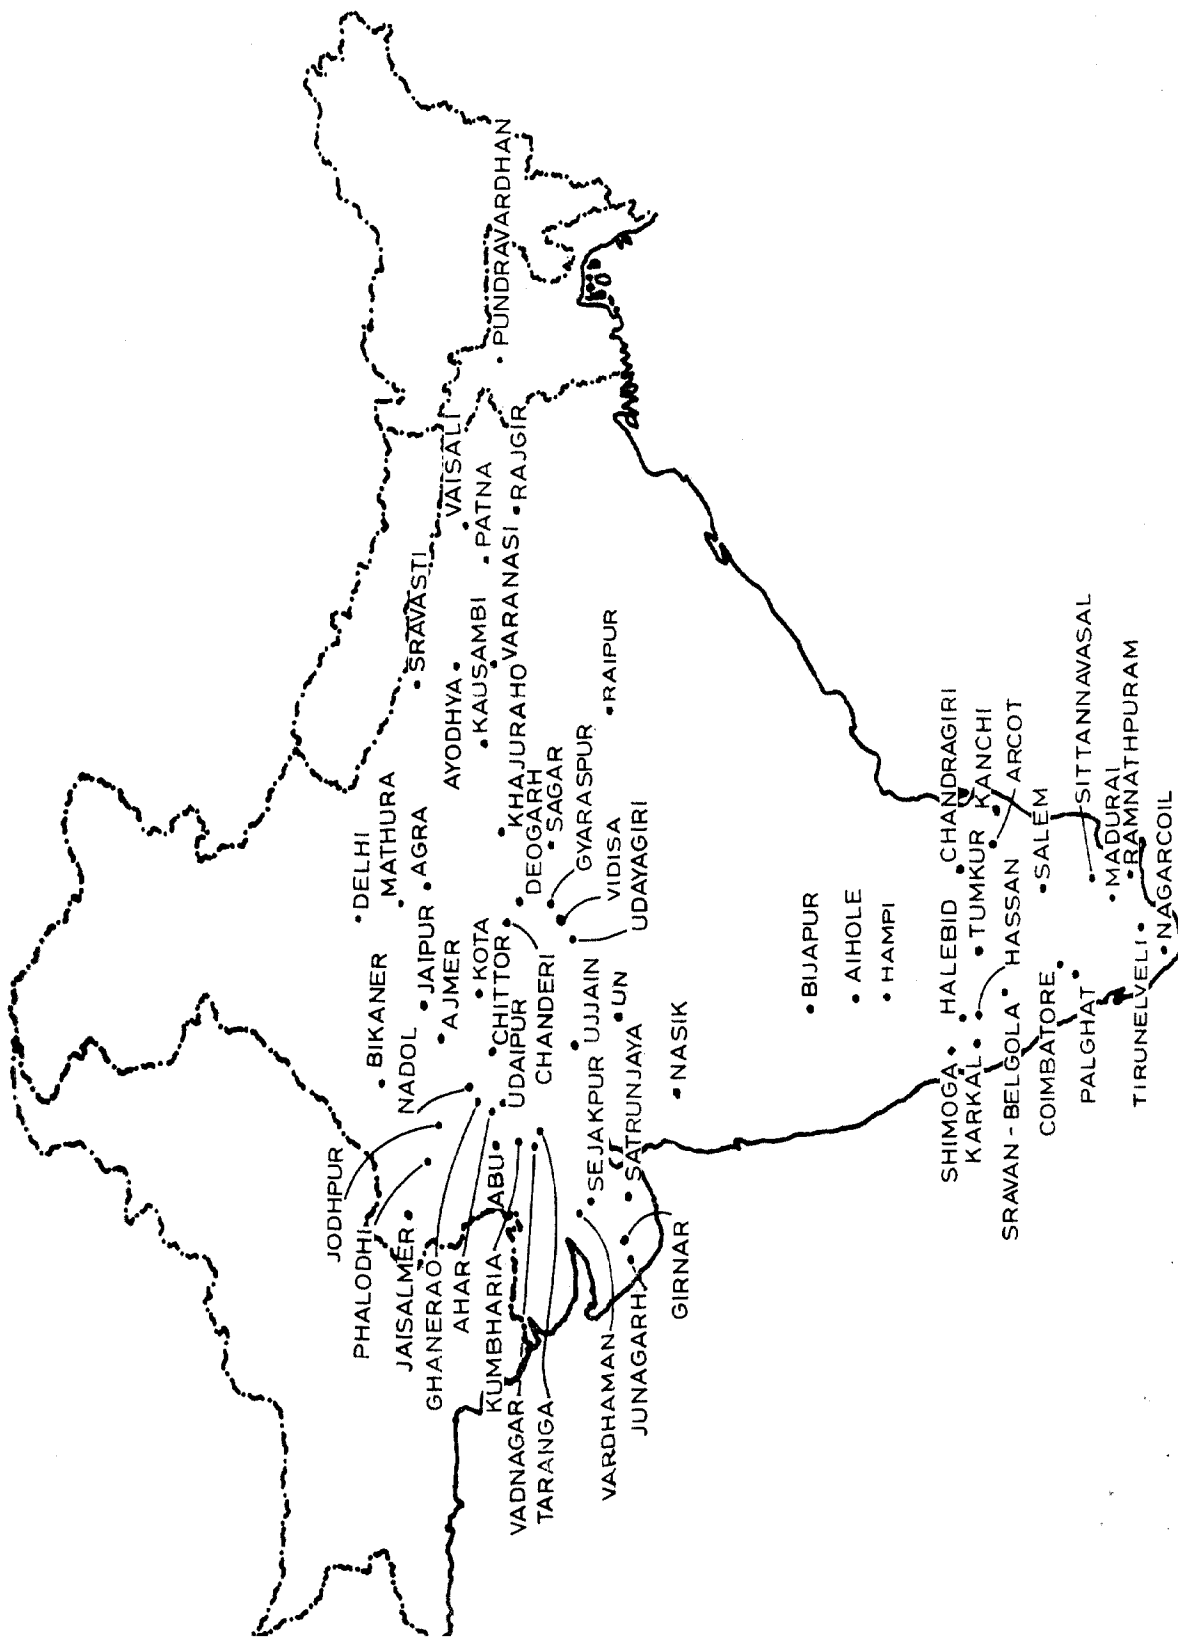 DELHI
MATHURA
BIKANER
JAIPUR
AGRA
SRAVASTI
NADOL
AJMER
AYODHYA
VAISALI
JODHPUR
KOTA
KAUSAMBI
PATNA
PHALODHI
CHITTOR
KHAJURAHO
VARANASI
RAJGIR
PUNDRAVARDHAN
JAISALMER
UDAIPUR
DEOGARH
GHANERAO
CHANDERI
SAGAR
AHAR
ABU
GYARASPUR
KUMBHARIA
SEJAKPUR
UJJAIN
VIDISA
RAIPUR
VADNAGAR
UN
UDAYAGIRI
TARANGA
SATRUNJAYA
VARDHAMAN
JUNAGARH
NASIK
GIRNAR
BIJAPUR
AIHOLE
HAMPI
SHIMOGA
HALEBID
CHANDRAGIRI
KARKAL
TUMKUR
KANCHI
SRAVAN-BELGOLA
HASSAN
ARCOT
COIMBATORE
SALEM
PALGHAT
SITTANNAVASAL
MADURAI
RAMNATHPURAM
TIRUNELVELI
NAGARCOIL